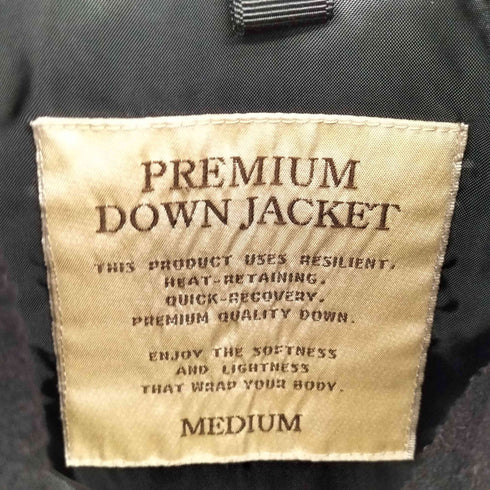 PREMIUM
DOWN JACKET
THIS PRODUCT USES RESILIENT,
HEAT-RETAINING,
QUICK-RECOVERY,
PREMIUM QUALITY DOWN.
ENJOY THE SOFTNESS
AND LIGHTNESS
THAT WRAP YOUR BODY.
MEDIUM